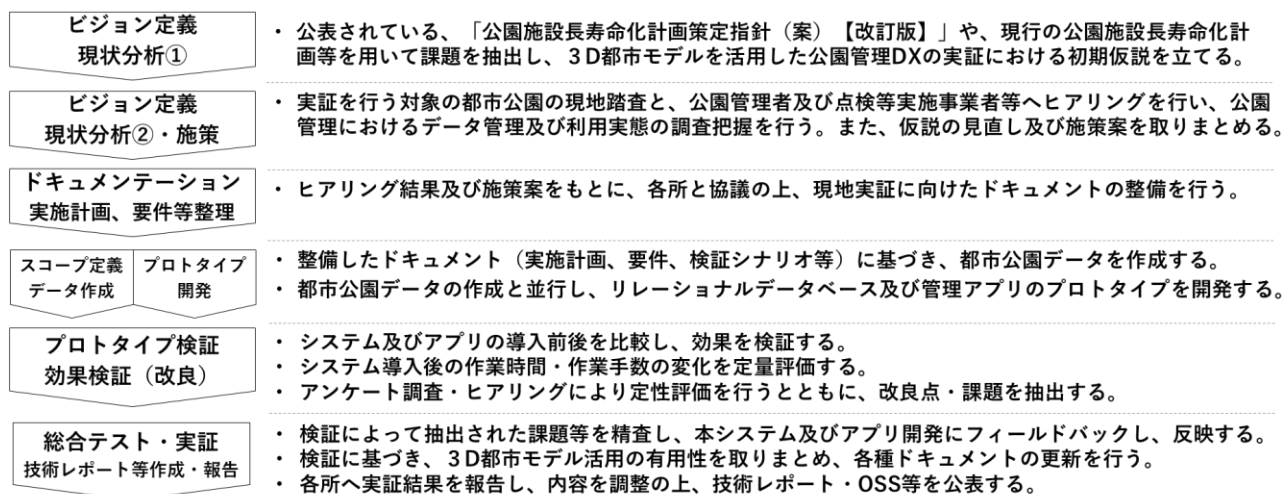 ビジョン定義
現状分析①
・ 公表されている、「公園施設長寿命化計画策定指針（案）【改訂版】」や、現行の公園施設長寿命化計
画等を用いて課題を抽出し、３D都市モデルを活用した公園管理DXの実証における初期仮説を立てる。
ビジョン定義
現状分析②・施策
・ 実証を行う対象の都市公園の現地踏査と、公園管理者及び点検等実施事業者等へヒアリングを行い、公園
管理におけるデータ管理及び利用実態の調査把握を行う。また、仮説の見直し及び施策案を取りまとめる。
ドキュメンテーション
実施計画、要件等整理
・ ヒアリング結果及び施策案をもとに、各所と協議の上、現地実証に向けたドキュメントの整備を行う。
スコープ定義
データ作成
プロトタイプ
開発
・ 整備したドキュメント（実施計画、要件、検証シナリオ等）に基づき、都市公園データを作成する。
・ 都市公園データの作成と並行し、リレーショナルデータベース及び管理アプリのプロトタイプを開発する。
プロトタイプ検証
効果検証（改良）
・ システム及びアプリの導入前後を比較し、効果を検証する。
・ システム導入後の作業時間・作業手数の変化を定量評価する。
・ アンケート調査・ヒアリングにより定性評価を行うとともに、改良点・課題を抽出する。
総合テスト・実証
技術レポート等作成・報告
・ 検証によって抽出された課題等を精査し、本システム及びアプリ開発にフィールドバックし、反映する。
・ 検証に基づき、３D都市モデル活用の有用性を取りまとめ、各種ドキュメントの更新を行う。
・ 各所へ実証結果を報告し、内容を調整の上、技術レポート・OSS等を公表する。